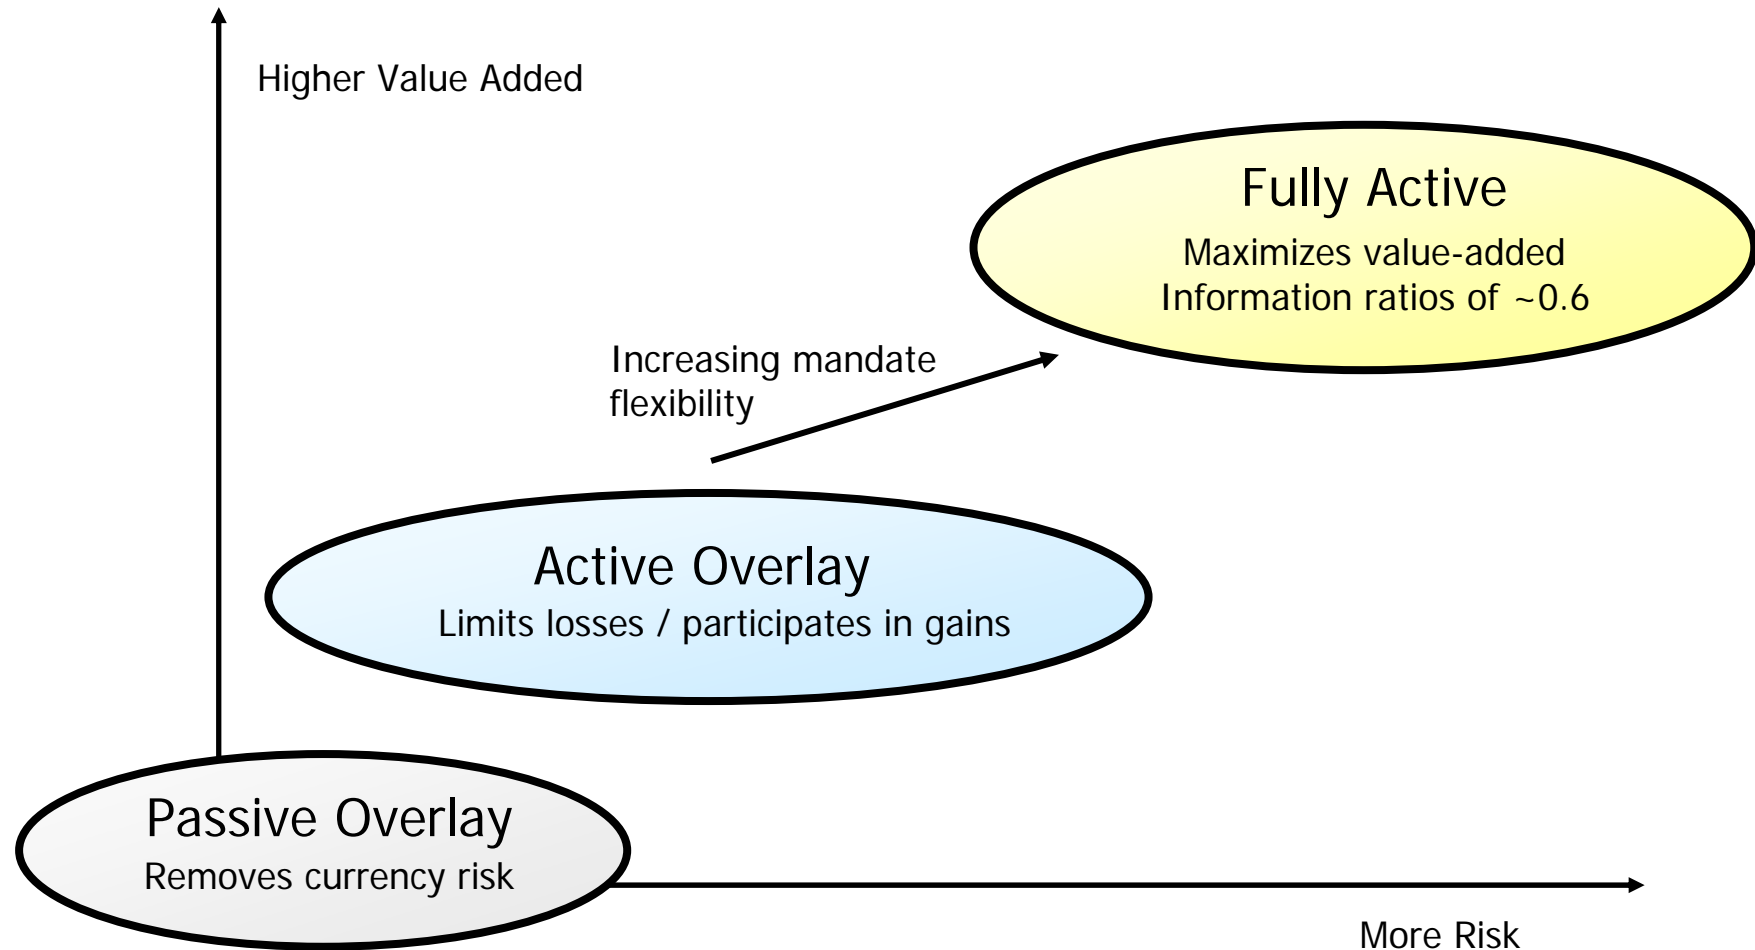 Higher Value Added
Fully Active
Maximizes value-added
Information ratios of ~0.6
Increasing mandate
flexibility
Active Overlay
Limits losses / participates in gains
Passive Overlay
Removes currency risk
More Risk